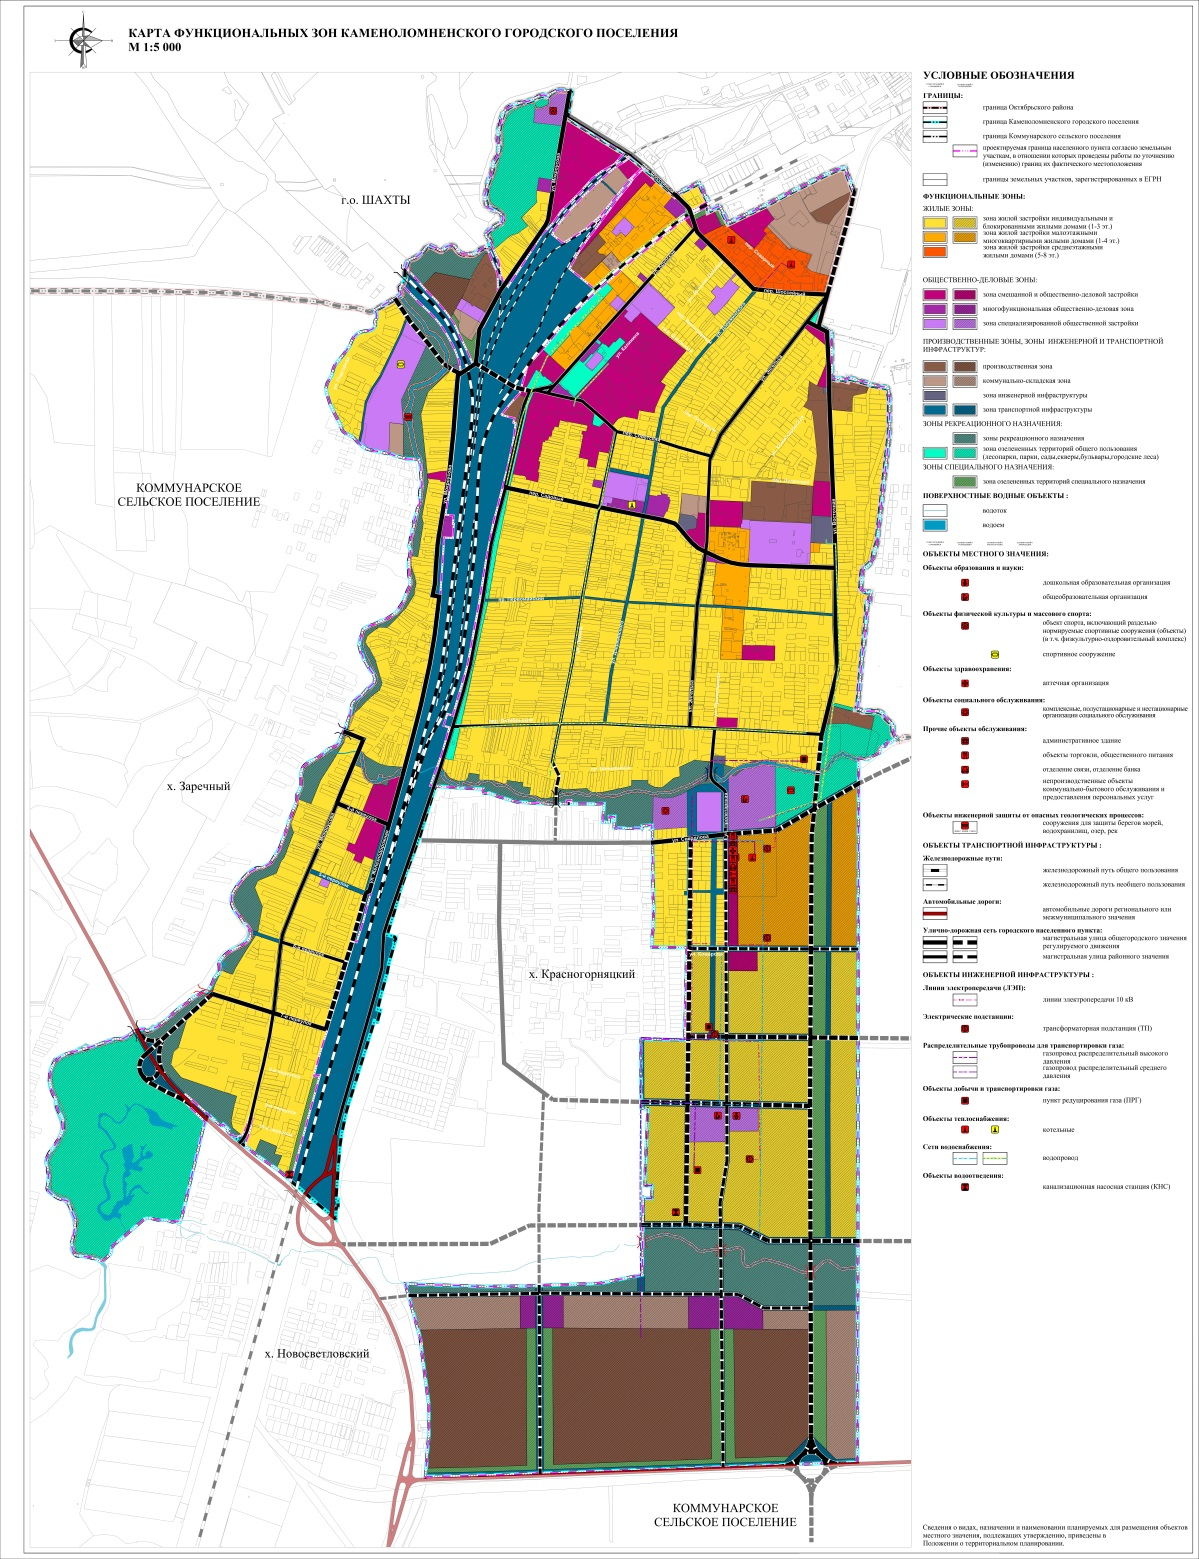 КАРТА ФУНКЦИОНАЛЬНЫХ ЗОН КАМЕНОЛОМНЕНСКОГО ГОРОДСКОГО ПОСЕЛЕНИЯ
М 1:5 000
г.о. ШАХТЫ
КОММУНАРСКОЕ
СЕЛЬСКОЕ ПОСЕЛЕНИЕ
х. Заречный
х. Красногорняцкий
х. Новосветловский
КОММУНАРСКОЕ
СЕЛЬСКОЕ ПОСЕЛЕНИЕ
УСЛОВНЫЕ ОБОЗНАЧЕНИЯ
ГРАНИЦЫ:
граница Октябрьского района
граница Каменоломненского городского поселения
граница Коммунарского сельского поселения
проектируемая граница населенного пункта согласно земельным
участкам, в отношении которых проведены работы по уточнению
(изменению) границ их фактического местоположения
границы земельных участков, зарегистрированных в ЕГРН
ФУНКЦИОНАЛЬНЫЕ ЗОНЫ:
ЖИЛЫЕ ЗОНЫ:
зона жилой застройки индивидуальными и
блокированными жилыми домами (1-3 эт.)
зона жилой застройки малоэтажными
многоквартирными жилыми домами (1-4 эт.)
зона жилой застройки среднеэтажными
жилыми домами (5-8 эт.)
ОБЩЕСТВЕННО-ДЕЛОВЫЕ ЗОНЫ:
зона смешанной и общественно-деловой застройки
многофункциональная общественно-деловая зона
зона специализированной общественной застройки
ПРОИЗВОДСТВЕННЫЕ ЗОНЫ, ЗОНЫ ИНЖЕНЕРНОЙ И ТРАНСПОРТНОЙ
ИНФРАСТРУКТУР:
производственная зона
коммунально-складская зона
зона инженерной инфраструктуры
зона транспортной инфраструктуры
ЗОНЫ РЕКРЕАЦИОННОГО НАЗНАЧЕНИЯ:
зоны рекреационного назначения
зона озелененных территорий общего пользования
(лесопарки, парки, сады,скверы,бульвары,городские леса)
ЗОНЫ СПЕЦИАЛЬНОГО НАЗНАЧЕНИЯ:
зона озелененных территорий специального назначения
ПОВЕРХНОСТНЫЕ ВОДНЫЕ ОБЪЕКТЫ :
водоток
водоем
ОБЪЕКТЫ МЕСТНОГО ЗНАЧЕНИЯ:
Объекты образования и науки:
дошкольная образовательная организация
общеобразовательная организация
Объекты физической культуры и массового спорта:
объект спорта, включающий раздельно
нормируемые спортивные сооружения (объекты)
(в т.ч. физкультурно-оздоровительный комплекс)
спортивное сооружение
Объекты здравоохранения:
аптечная организация
Объекты социального обслуживания:
комплексные, полустационарные и нестационарные
организации социального обслуживания
Прочие объекты обслуживания:
административное здание
объекты торговли, общественного питания
отделение связи, отделение банка
непроизводственные объекты
коммунально-бытового обслуживания и
предоставления персональных услуг
Объекты инженерной защиты от опасных геологических процессов:
сооружения для защиты берегов морей,
водохранилищ, озер, рек
ОБЪЕКТЫ ТРАНСПОРТНОЙ ИНФРАСТРУКТУРЫ :
Железнодорожные пути:
железнодорожный путь общего пользования
железнодорожный путь необщего пользования
Автомобильные дороги:
автомобильные дороги регионального или
межмуниципального значения
Улично-дорожная сеть городского населенного пункта:
магистральная улица общегородского значения
регулируемого движения
магистральная улица районного значения
ОБЪЕКТЫ ИНЖЕНЕРНОЙ ИНФРАСТРУКТУРЫ :
Линии электропередачи (ЛЭП):
линии электропередачи 10 кВ
Электрические подстанции:
трансформаторная подстанция (ТП)
Распределительные трубопроводы для транспортировки газа:
газопровод распределительный высокого
давления
газопровод распределительный среднего
давления
Объекты добычи и транспортировки газа:
пункт редуцирования газа (ПРГ)
Объекты теплоснабжения:
котельные
Сети водоснабжения:
водопровод
Объекты водоотведения:
канализационная насосная станция (КНС)
Сведения о видах, назначении и наименовании планируемых для размещения объектов
местного значения, подлежащих утверждению, приведены в
Положении о территориальном планировании.